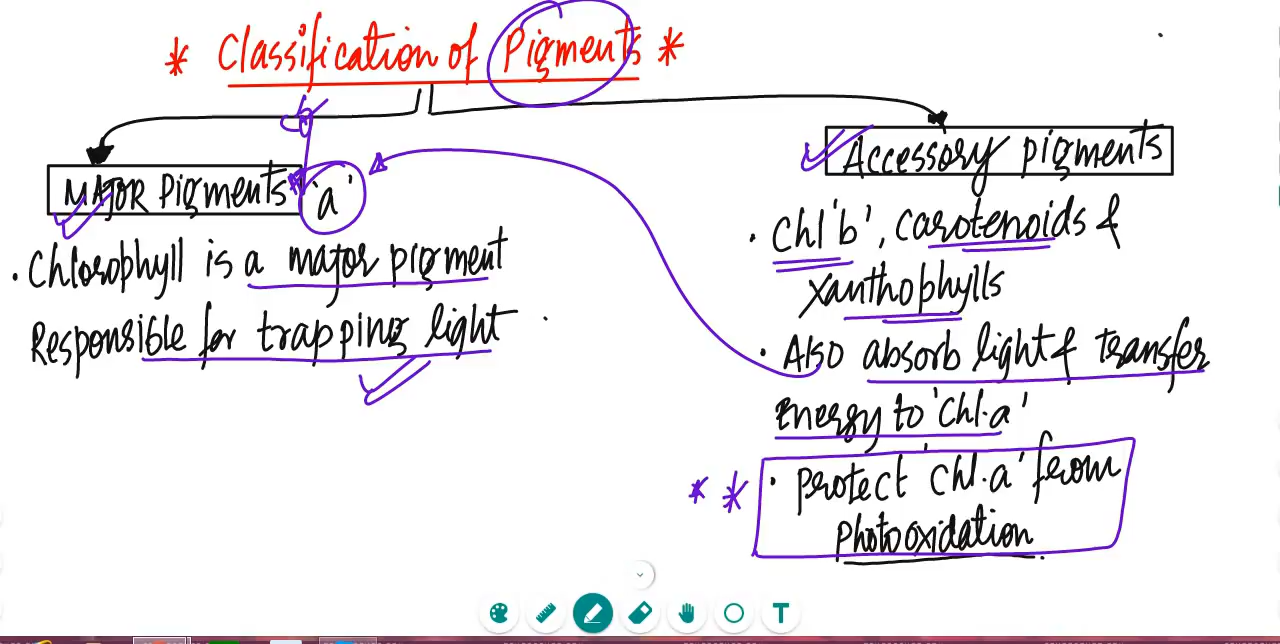 * Classification of Pigments *
MAJOR Pigments 'a'
• Chlorophyll is a major pigment
Responsible for trapping light
Accessory pigments
• Chl 'b', carotenoids &
xanthophylls
• Also absorb light & transfer
Energy to 'Chl.a'
* * • Protect 'Chl.a' from
Photooxidation
T